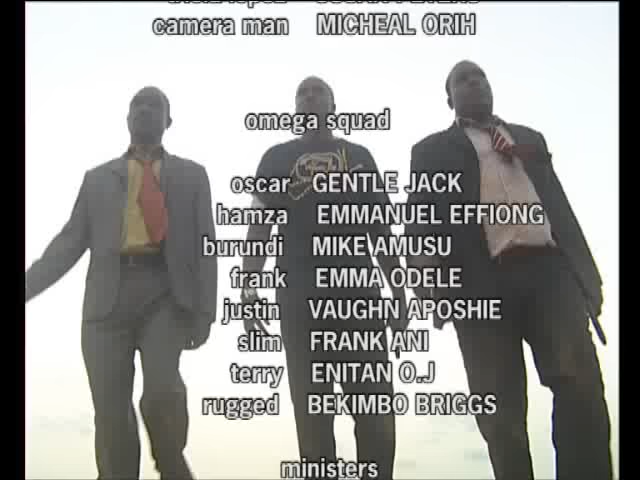 camera man MICHEAL ORIH
omega squad
oscar GENTLE JACK
hamza EMMANUEL EFFIONG
burundi MIKE AMUSU
frank EMMA ODELE
justin VAUGHN APOSHIE
slim FRANK ANI
terry ENITAN O.J
rugged BEKIMBO BRIGGS
ministers